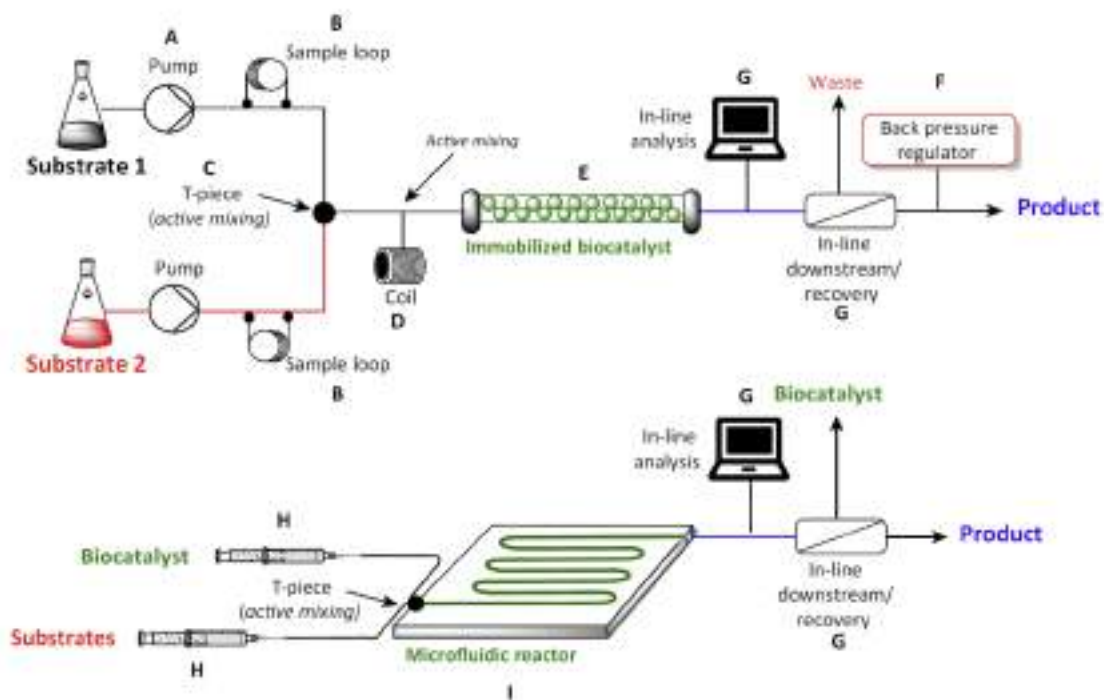 A
Pump
B
Sample loop
Substrate 1
C
T-piece
(active mixing)
Active mixing
Pump
Substrate 2
Sample loop
B
Coil
D
E
Immobilized biocatalyst
G
In-line
analysis
Waste
F
Back pressure
regulator
Product
In-line
downstream/
recovery
G
G
In-line
analysis
Biocatalyst
Product
In-line
downstream/
recovery
G
H
Biocatalyst
T-piece
(active mixing)
Substrates
H
Microfluidic reactor
I